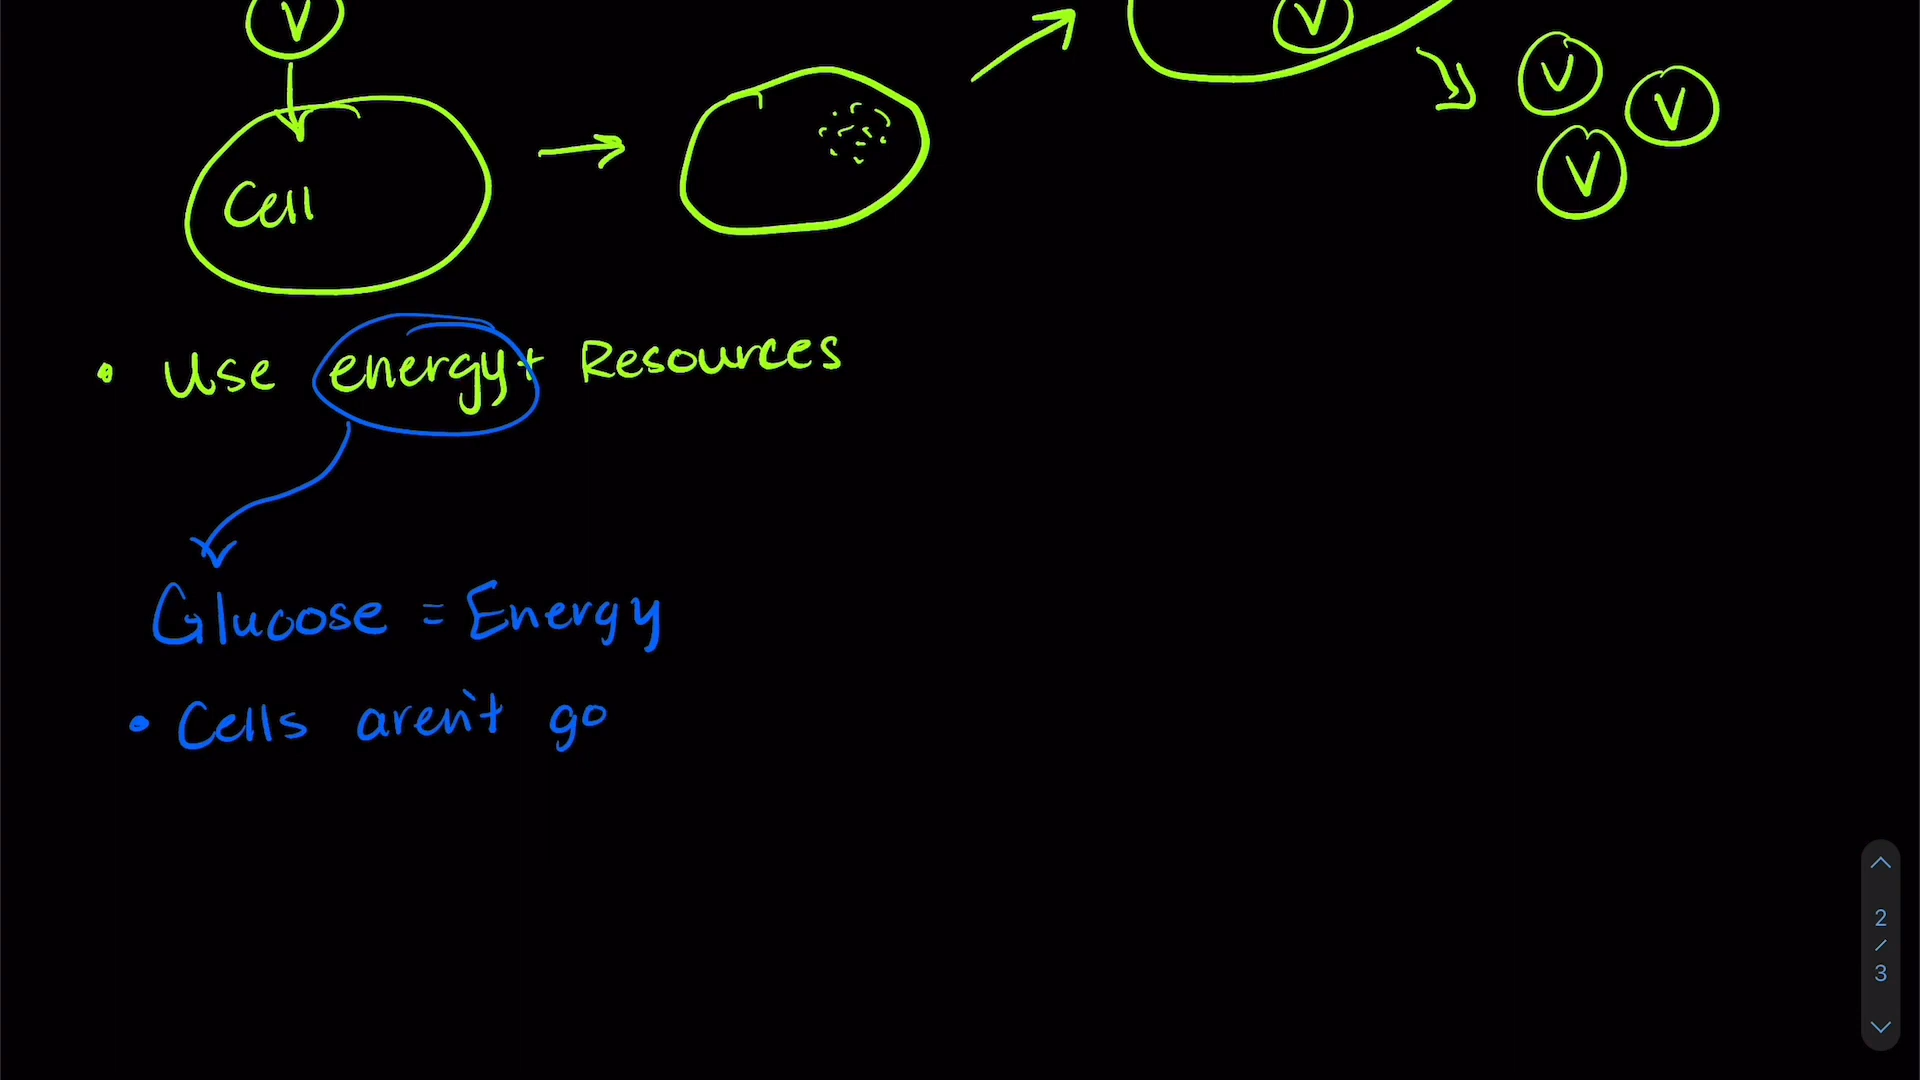 V
V
V
V
V
Cell
• Use energy + Resources
Glucose = Energy
• Cells aren't go
2
/
3